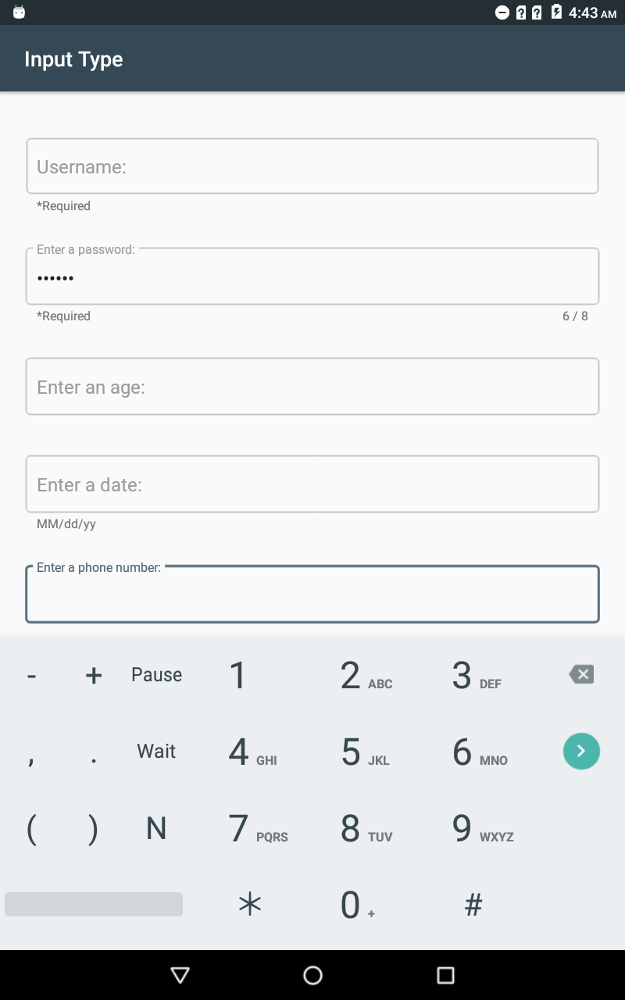 4:43 AM
Input Type
Username:
*Required
Enter a password:
••••••
*Required 6 / 8
Enter an age:
Enter a date:
MM/dd/yy
Enter a phone number:
- + Pause 1 2 ABC 3 DEF
, . Wait 4 GHI 5 JKL 6 MNO
( ) N 7 PQRS 8 TUV 9 WXYZ
* 0 + #